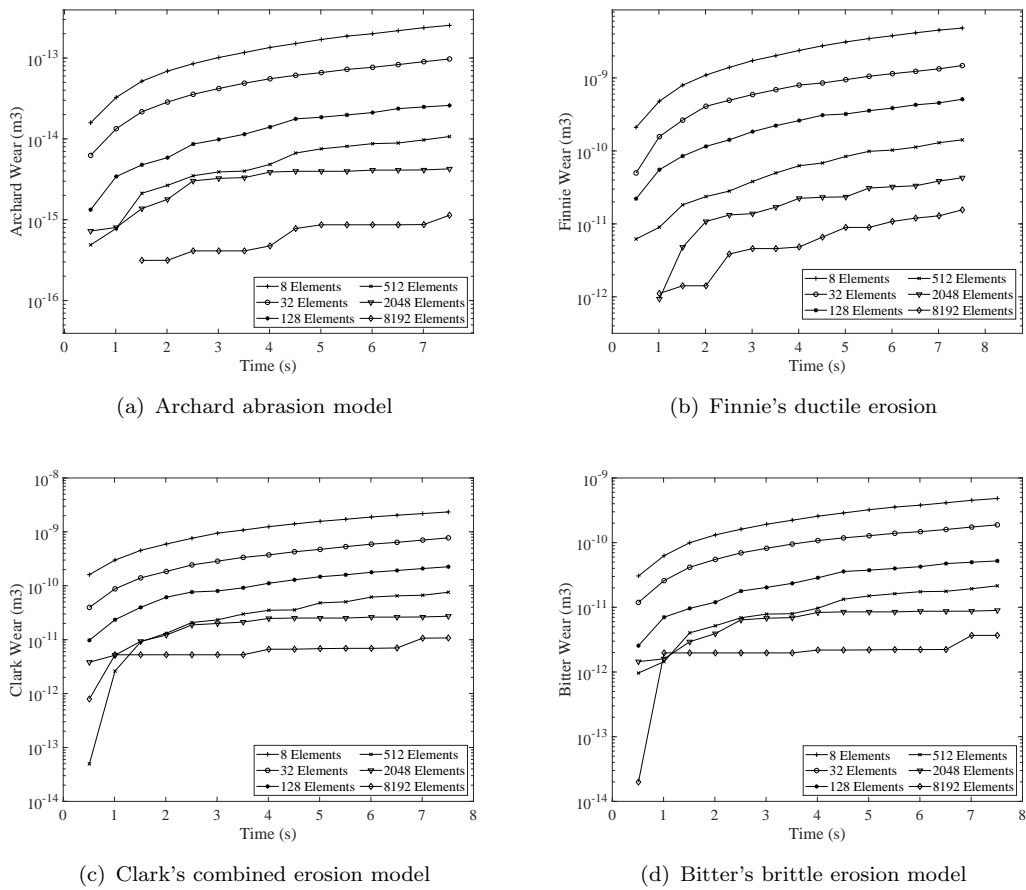 10^-13
10^-14
10^-15
10^-16
Archard Wear (m3)
8 Elements
32 Elements
128 Elements
512 Elements
2048 Elements
8192 Elements
0 1 2 3 4 5 6 7
Time (s)
(a) Archard abrasion model
10^-9
10^-10
10^-11
10^-12
Finnie Wear (m3)
8 Elements
32 Elements
128 Elements
512 Elements
2048 Elements
8192 Elements
0 1 2 3 4 5 6 7 8
Time (s)
(b) Finnie's ductile erosion
10^-8
10^-9
10^-10
10^-11
10^-12
10^-13
10^-14
Clark Wear (m3)
8 Elements
32 Elements
128 Elements
512 Elements
2048 Elements
8192 Elements
0 1 2 3 4 5 6 7 8
Time (s)
(c) Clark's combined erosion model
10^-9
10^-10
10^-11
10^-12
10^-13
10^-14
Bitter Wear (m3)
8 Elements
32 Elements
128 Elements
512 Elements
2048 Elements
8192 Elements
0 1 2 3 4 5 6 7 8
Time (s)
(d) Bitter's brittle erosion model